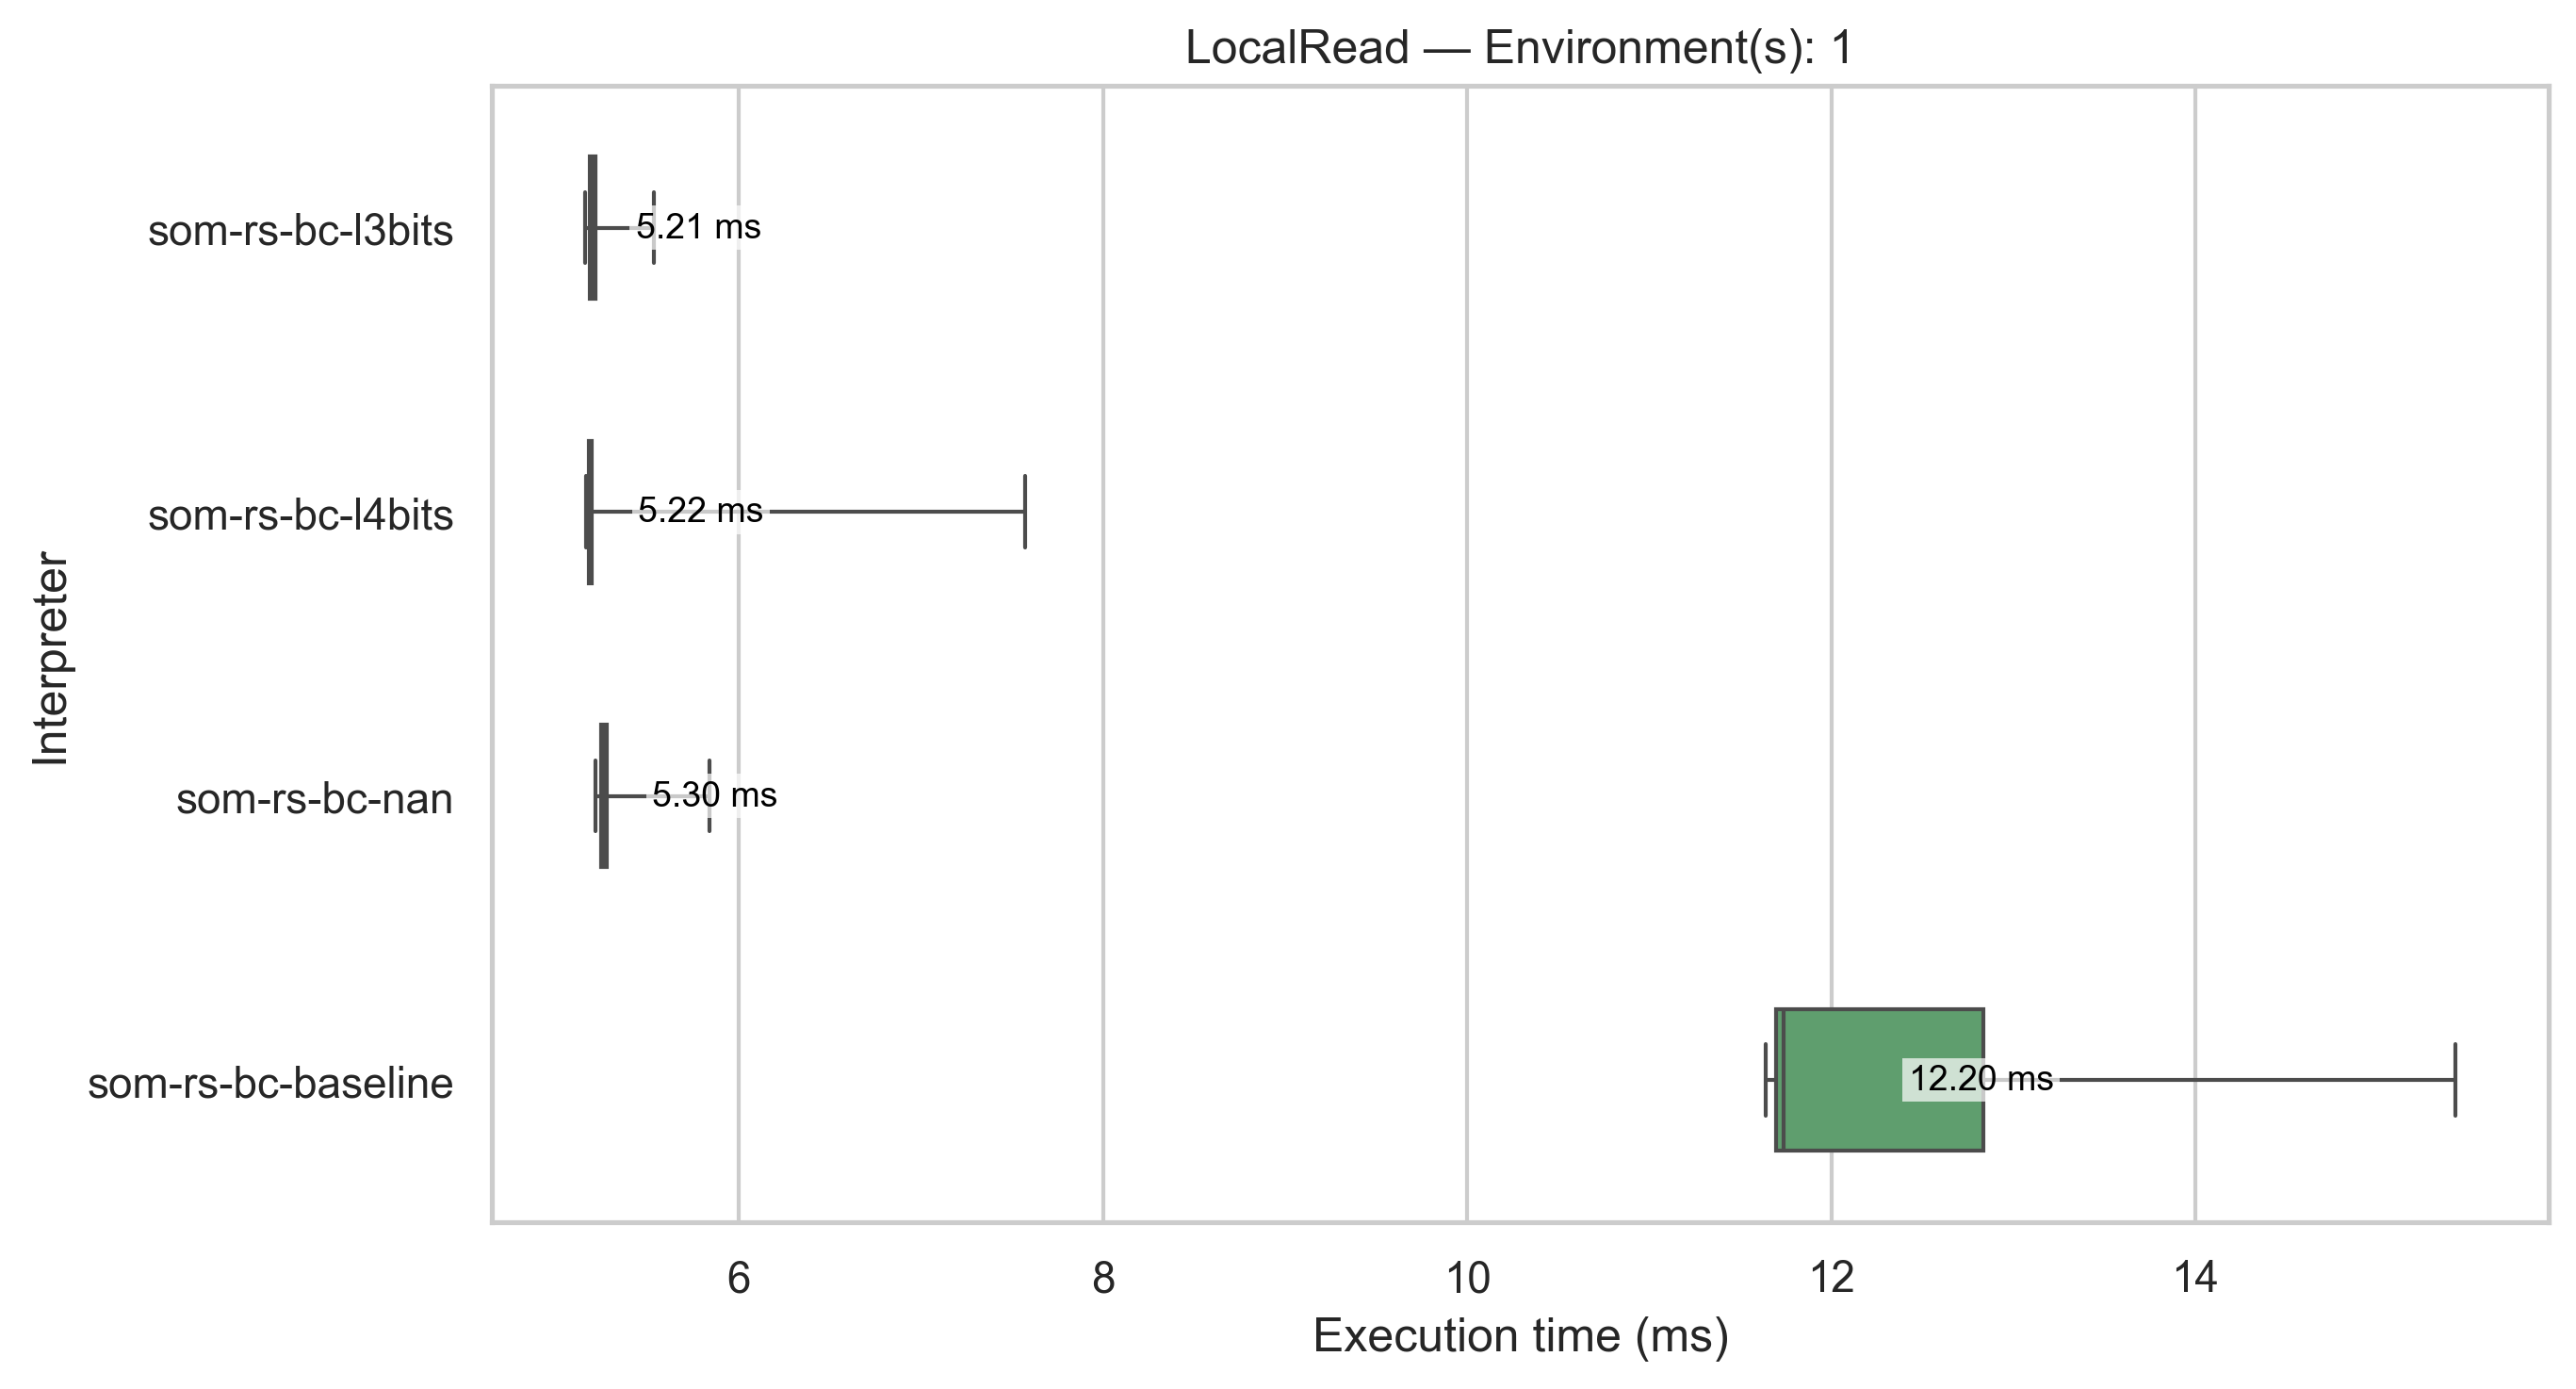 LocalRead — Environment(s): 1
som-rs-bc-l3bits
5.21 ms
som-rs-bc-l4bits
5.22 ms
som-rs-bc-nan
5.30 ms
som-rs-bc-baseline
12.20 ms
Interpreter
6 8 10 12 14
Execution time (ms)